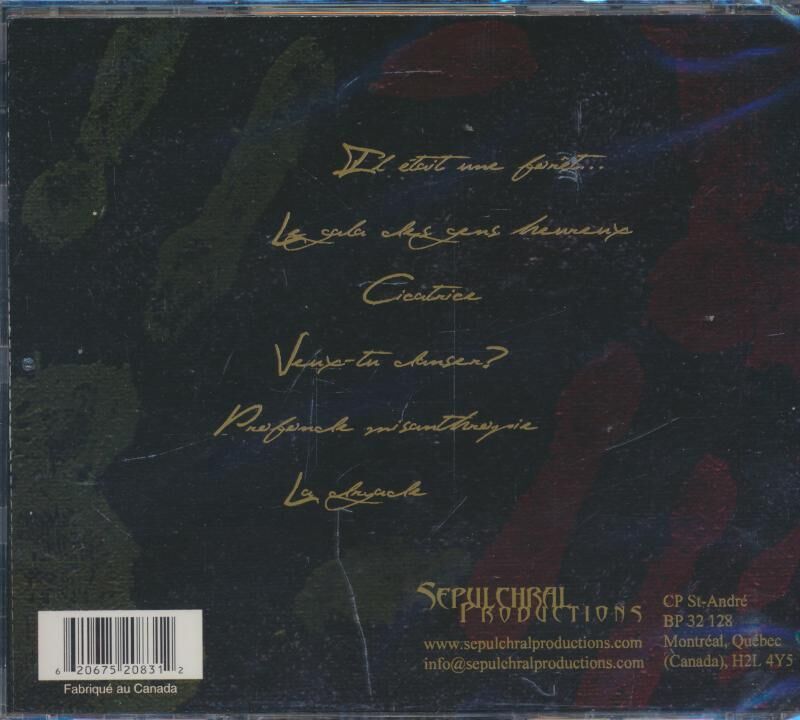 Il était une forêt...
Le gala des gens heureux
Cicatrice
Veux-tu danser?
Profonde misanthropie
La dryade
SEPULCHRAL
PRODUCTIONS
www.sepulchralproductions.com
info@sepulchralproductions.com
CP St-André
BP 32 128
Montréal, Québec
(Canada), H2L 4Y5
6 20675 20831 2
Fabriqué au Canada